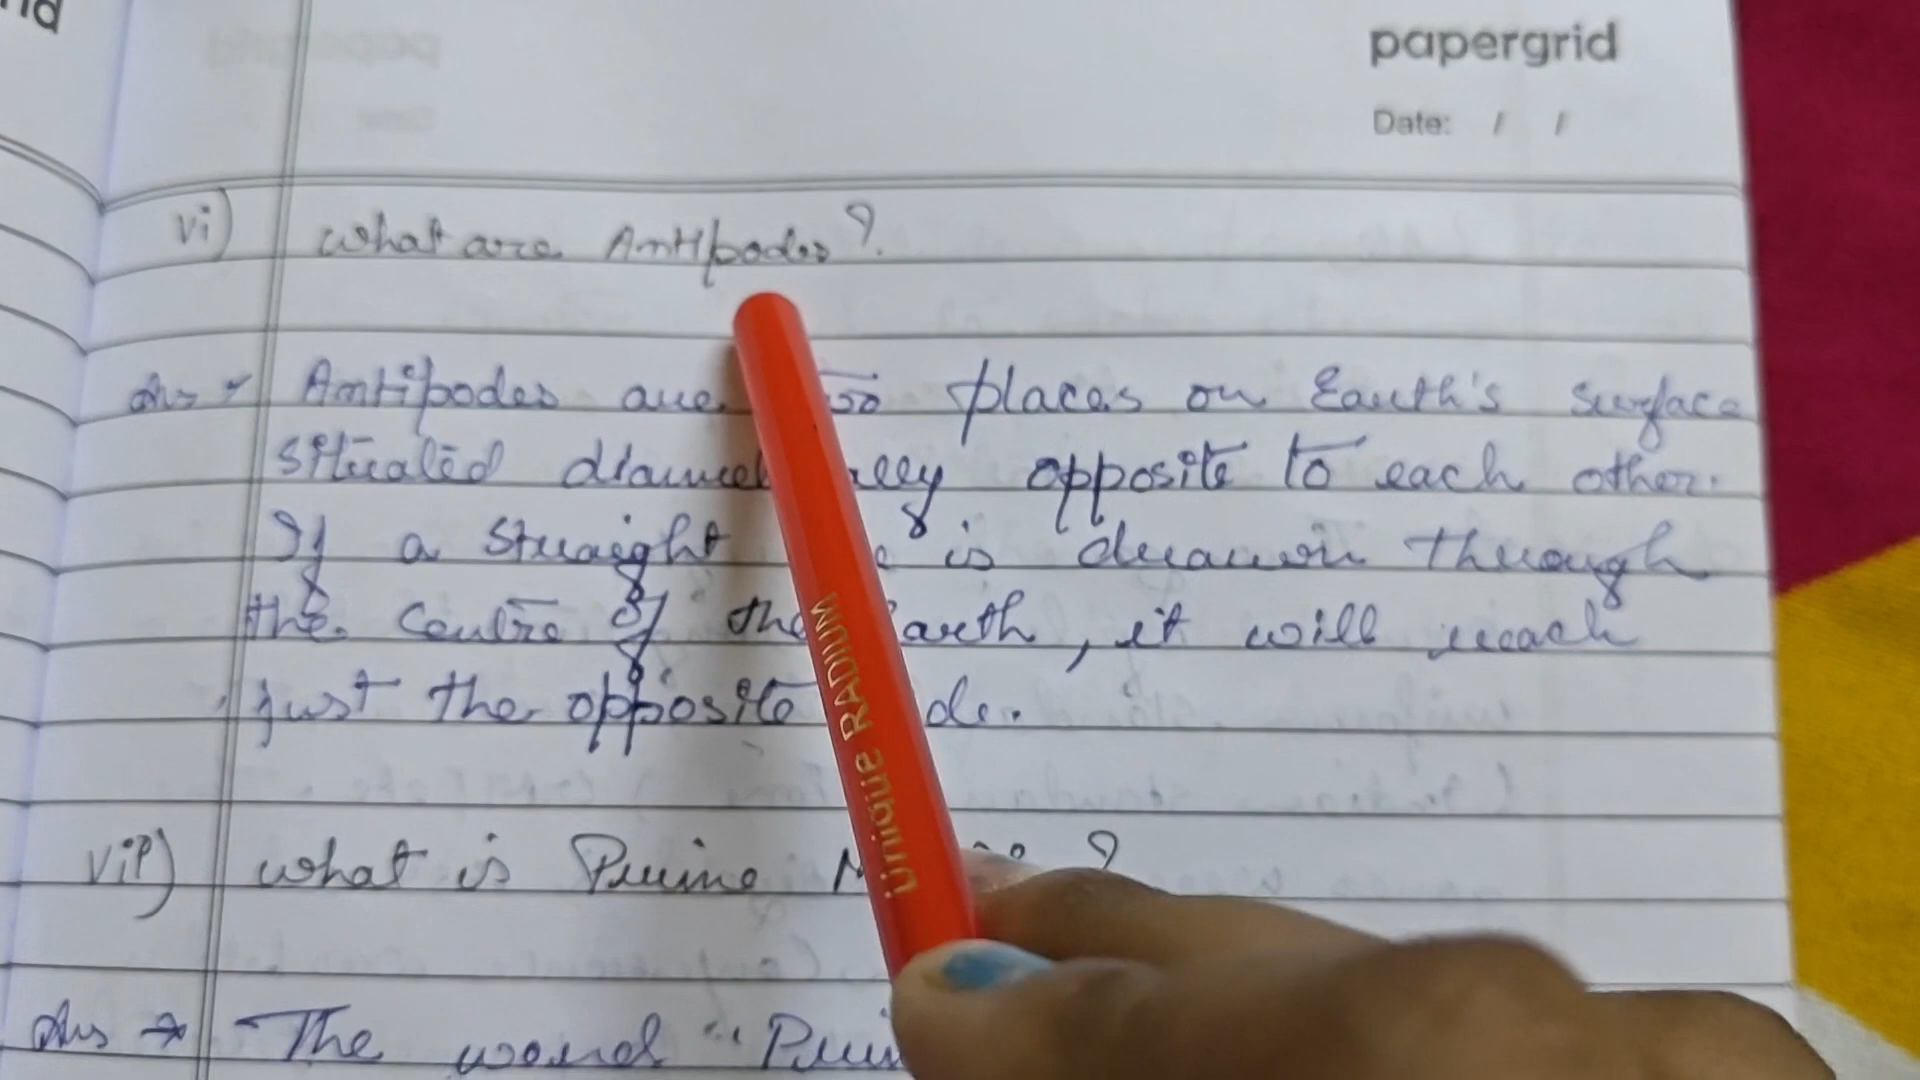 papergrid
Date: / /
vi) What are Antipodes ?
Ans → Antipodes are places on Earth's surface
situated opposite to each other.
If a straight is drawn through
the Centre of the Earth, it will reach
just the opposite
vii) What is Prime ?
Ans → The word "
Unique RADIUM